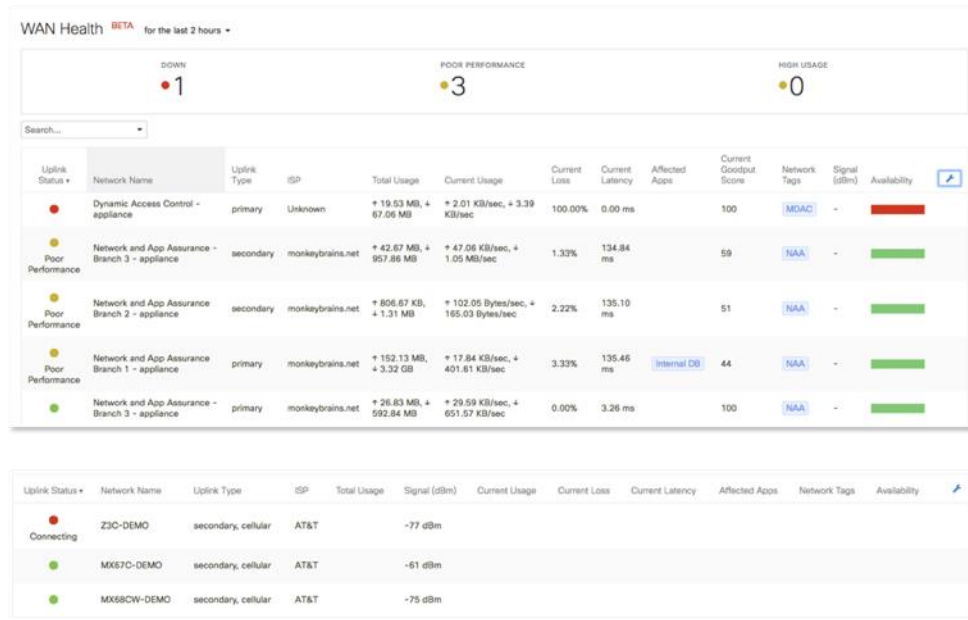 WAN Health BETA for the last 2 hours
DOWN POOR PERFORMANCE HIGH USAGE
1 3 0
Search...
Uplink Status Network Name Uplink Type ISP Total Usage Current Usage Current Loss Current Latency Affected Apps Current Goodput Score Network Tags Signal (dBm) Availability
Dynamic Access Control - appliance primary Unknown ↑ 19.53 MB, ↓ 67.06 MB ↑ 2.01 KB/sec, ↓ 3.39 KB/sec 100.00% 0.00 ms 100 MDAC -
Poor Performance Network and App Assurance - Branch 3 - appliance secondary monkeybrains.net ↑ 42.67 MB, ↓ 957.86 MB ↑ 47.06 KB/sec, ↓ 1.05 MB/sec 1.33% 134.84 ms 59 NAA -
Poor Performance Network and App Assurance Branch 2 - appliance secondary monkeybrains.net ↑ 806.67 KB, ↓ 1.31 MB ↑ 102.05 Bytes/sec, ↓ 165.03 Bytes/sec 2.22% 135.10 ms 51 NAA -
Poor Performance Network and App Assurance Branch 1 - appliance primary monkeybrains.net ↑ 152.13 MB, ↓ 3.32 GB ↑ 17.84 KB/sec, ↓ 401.61 KB/sec 3.33% 135.46 ms Internal DB 44 NAA -
Network and App Assurance - Branch 3 - appliance primary monkeybrains.net ↑ 26.83 MB, ↓ 592.84 MB ↑ 29.59 KB/sec, ↓ 651.57 KB/sec 0.00% 3.26 ms 100 NAA -
Uplink Status Network Name Uplink Type ISP Total Usage Signal (dBm) Current Usage Current Loss Current Latency Affected Apps Network Tags Availability
Connecting Z3C-DEMO secondary, cellular AT&T -77 dBm
MX67C-DEMO secondary, cellular AT&T -61 dBm
MX68CW-DEMO secondary, cellular AT&T -75 dBm